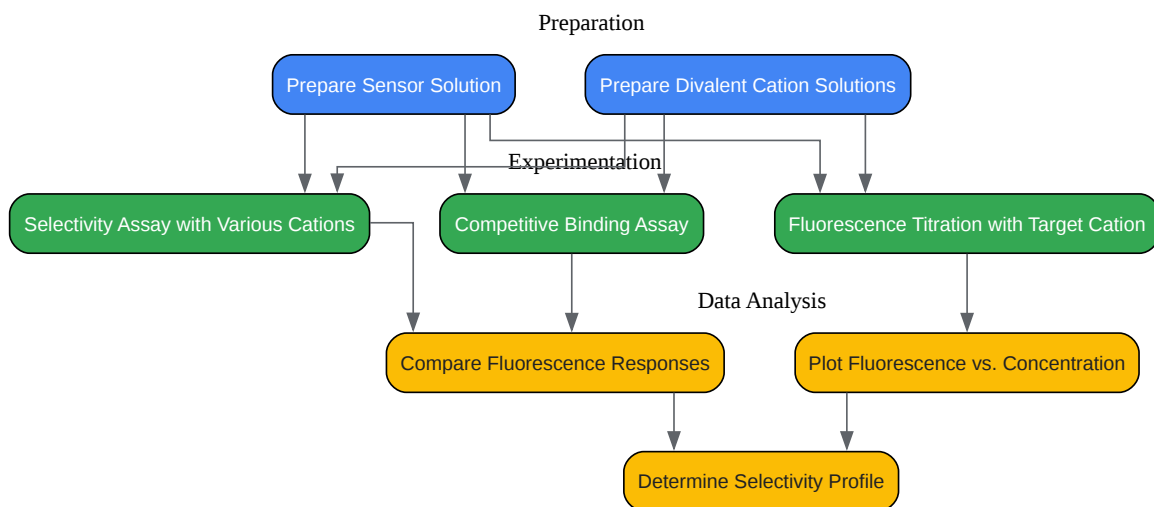 Preparation
Prepare Sensor Solution
Prepare Divalent Cation Solutions
Experimentation
Selectivity Assay with Various Cations
Competitive Binding Assay
Fluorescence Titration with Target Cation
Data Analysis
Compare Fluorescence Responses
Plot Fluorescence vs. Concentration
Determine Selectivity Profile